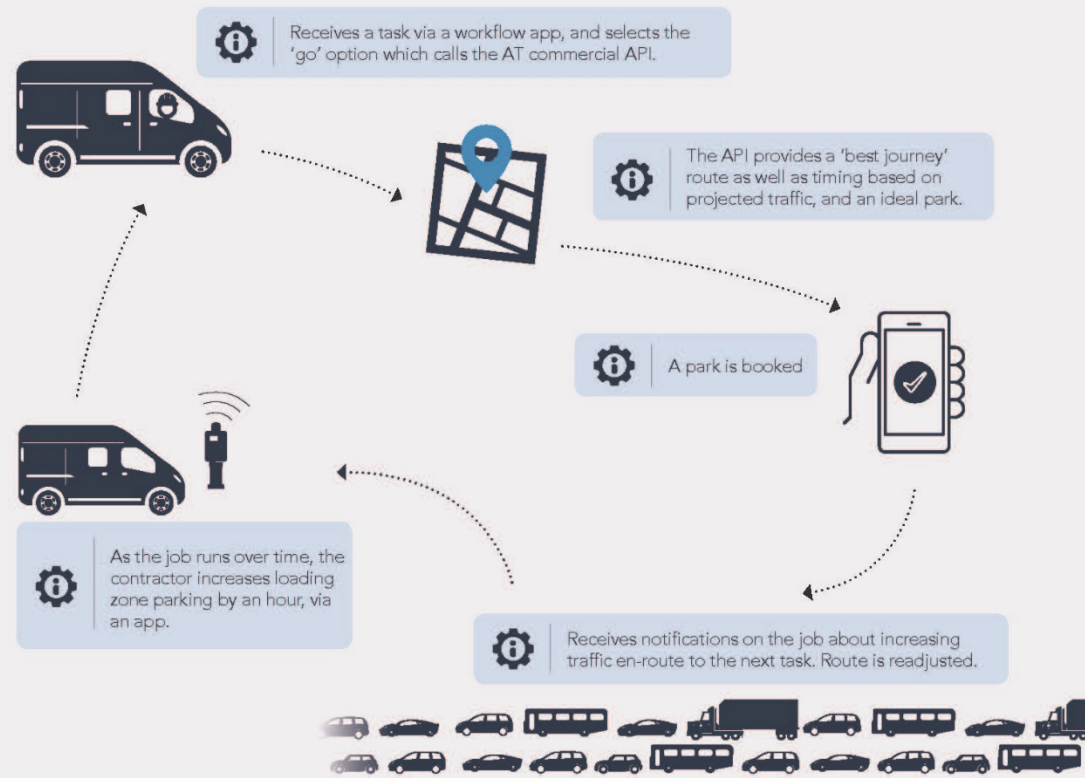 Receives a task via a workflow app, and selects the
‘go’ option which calls the AT commercial API.
The API provides a ‘best journey’
route as well as timing based on
projected traffic, and an ideal park.
A park is booked
Receives notifications on the job about increasing
traffic en-route to the next task. Route is readjusted.
As the job runs over time, the
contractor increases loading
zone parking by an hour, via
an app.